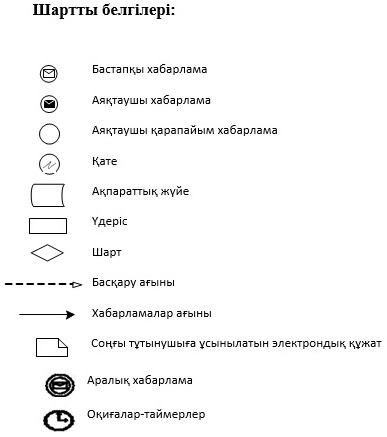 Шартты белгілері:
Бастапқы хабарлама
Аяқтаушы хабарлама
Аяқтаушы қарапайым хабарлама
Қате
Ақпараттық жүйе
Үдеріс
Шарт
Басқару ағыны
Хабарламалар ағыны
Соңғы тұтынушыға ұсынылатын электрондық құжат
Аралық хабарлама
Оқиғалар-таймерлер